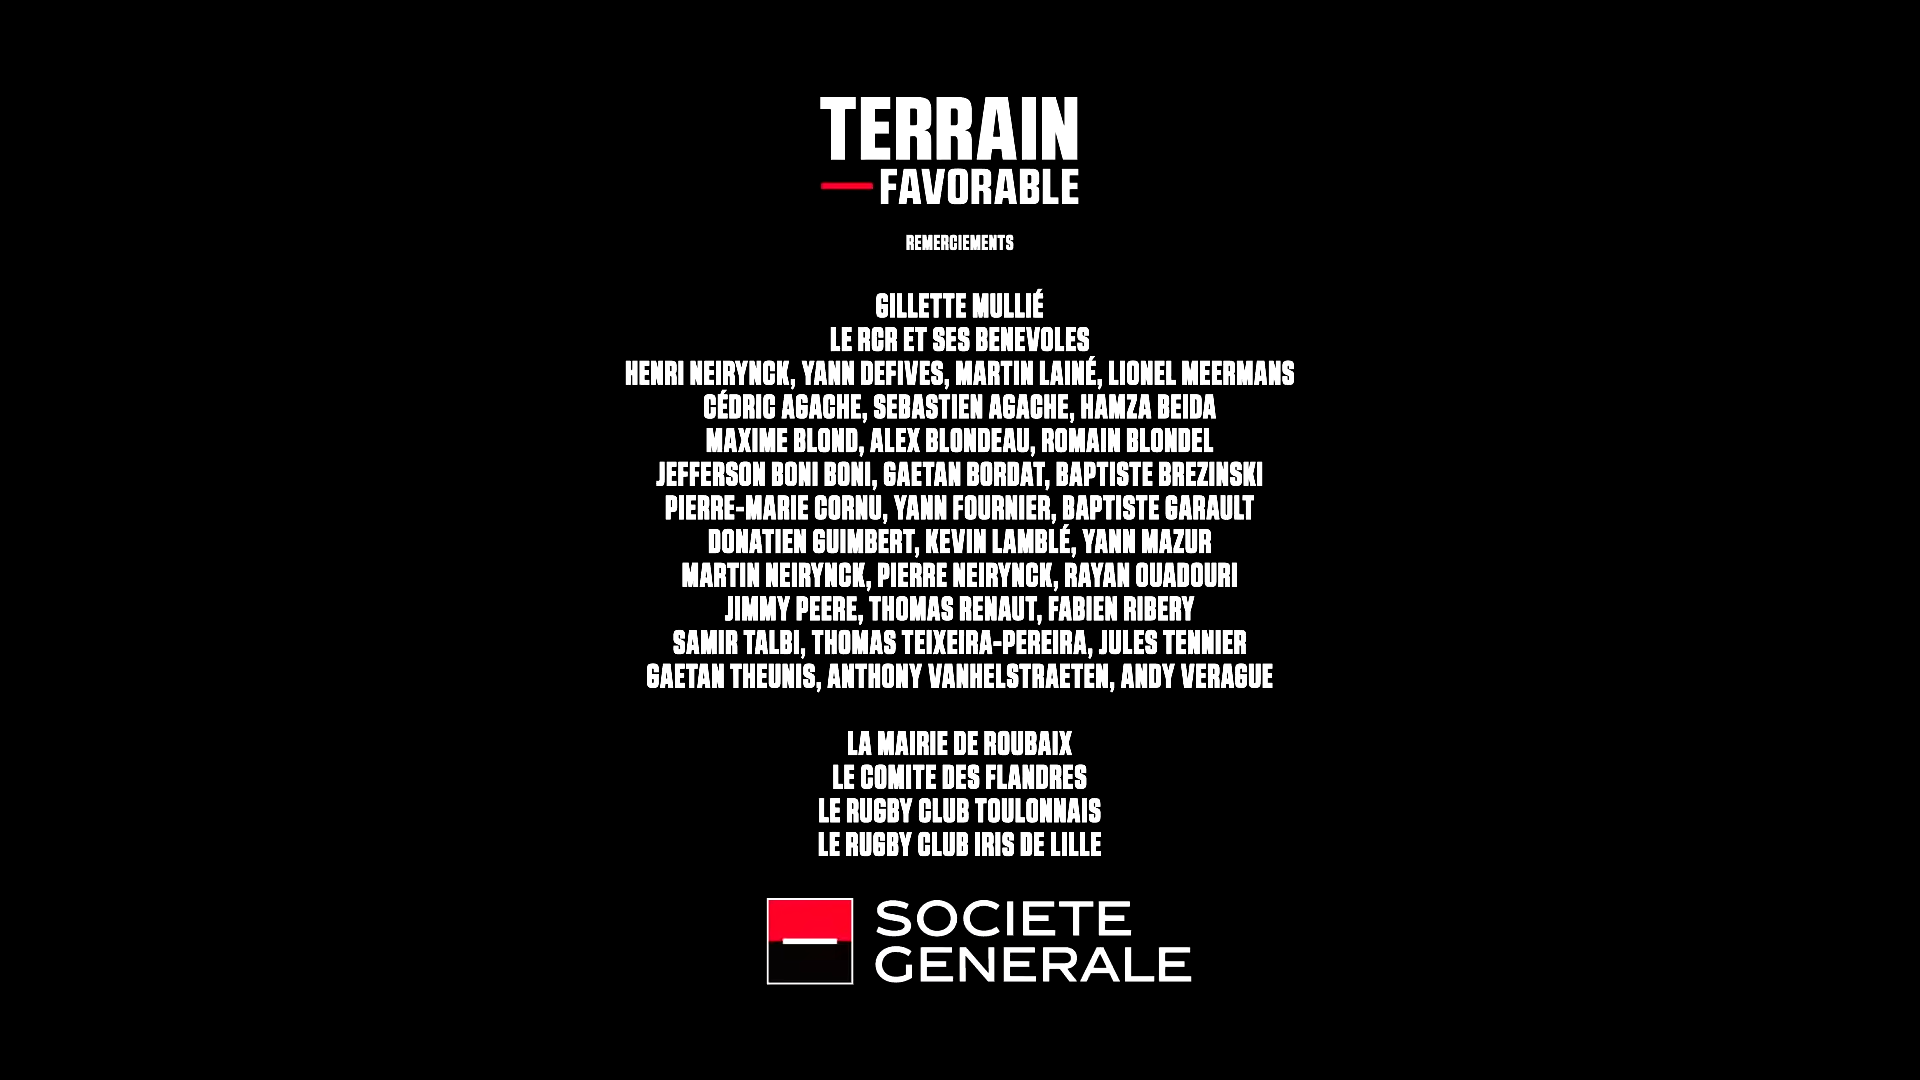 TERRAIN
FAVORABLE
REMERCIEMENTS
GILLETTE MULLIÉ
LE RCR ET SES BENEVOLES
HENRI NEIRYNCK, YANN DEFIVES, MARTIN LAINÉ, LIONEL MEERMANS
CÉDRIC AGACHE, SEBASTIEN AGACHE, HAMZA BEIDA
MAXIME BLOND, ALEX BLONDEAU, ROMAIN BLONDEL
JEFFERSON BONI BONI, GAETAN BORDAT, BAPTISTE BREZINSKI
PIERRE-MARIE CORNU, YANN FOURNIER, BAPTISTE GARAULT
DONATIEN GUIMBERT, KEVIN LAMBLÉ, YANN MAZUR
MARTIN NEIRYNCK, PIERRE NEIRYNCK, RAYAN OUADOURI
JIMMY PEERE, THOMAS RENAUT, FABIEN RIBERY
SAMIR TALBI, THOMAS TEIXEIRA-PEREIRA, JULES TENNIER
GAETAN THEUNIS, ANTHONY VANHELSTRAETEN, ANDY VERAGUE
LA MAIRIE DE ROUBAIX
LE COMITE DES FLANDRES
LE RUGBY CLUB TOULONNAIS
LE RUGBY CLUB IRIS DE LILLE
SOCIETE
GENERALE